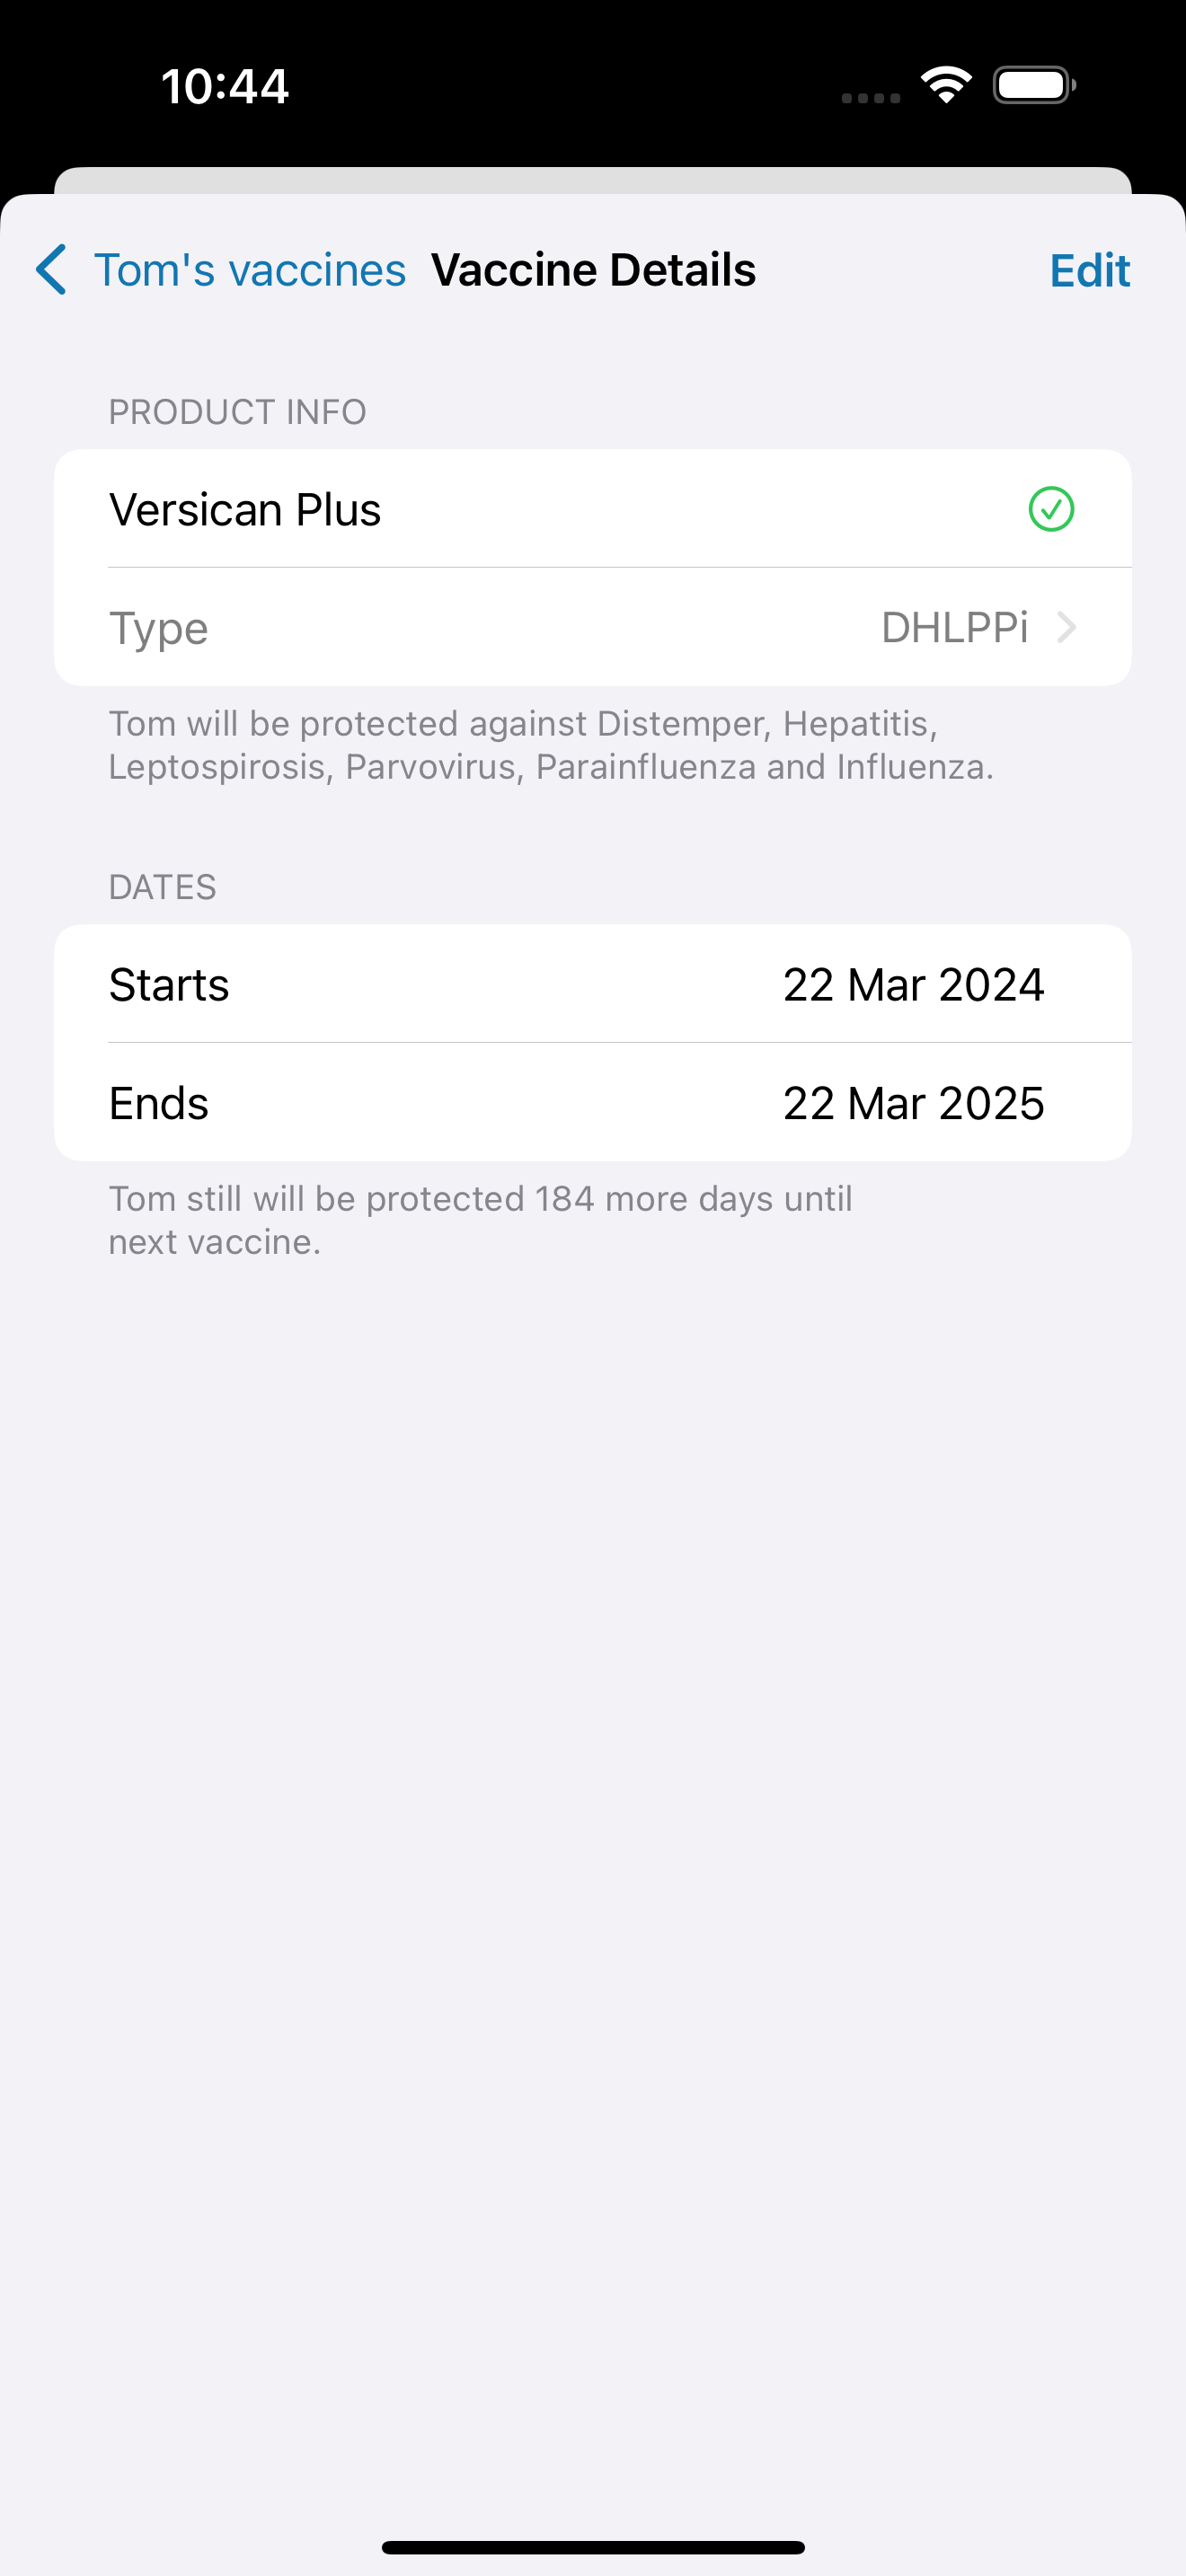 10:44
Tom's vaccines Vaccine Details Edit
PRODUCT INFO
Versican Plus
Type DHLPPi
Tom will be protected against Distemper, Hepatitis,
Leptospirosis, Parvovirus, Parainfluenza and Influenza.
DATES
Starts 22 Mar 2024
Ends 22 Mar 2025
Tom still will be protected 184 more days until
next vaccine.